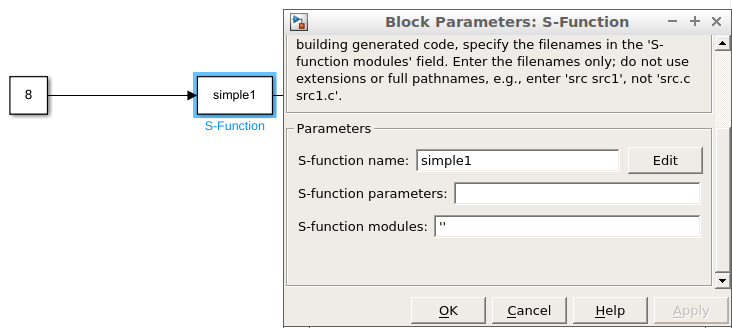 Block Parameters: S-Function
building generated code, specify the filenames in the 'S-
function modules' field. Enter the filenames only; do not use
extensions or full pathnames, e.g., enter 'src src1', not 'src.c
src1.c'.
8
simple1
S-Function
Parameters
S-function name: simple1 Edit
S-function parameters:
S-function modules: ''
OK Cancel Help Apply